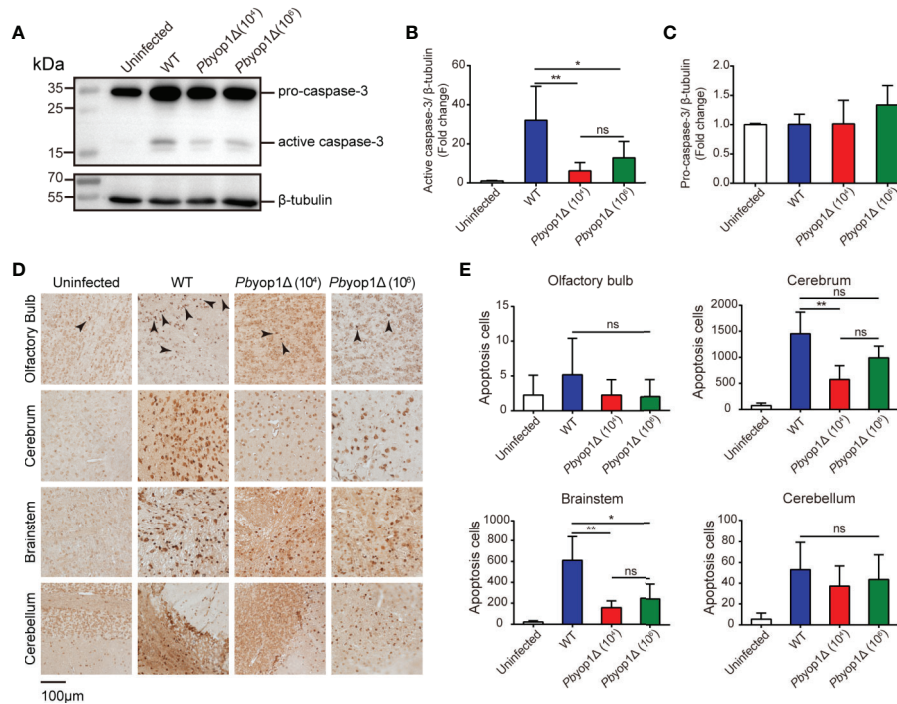 A
Uninfected
WT
Pbyop1Δ(10⁴)
Pbyop1Δ(10⁶)
kDa
35
25
15
70
55
pro-caspase-3
active caspase-3
β-tubulin
B
Active caspase-3/ β-tubulin
(Fold change)
60
40
20
0
*
**
ns
Uninfected
WT
Pbyop1Δ (10⁴)
Pbyop1Δ (10⁶)
C
Pro-caspase-3/ β-tubulin
(Fold change)
2.0
1.5
1.0
0.5
0.0
Uninfected
WT
Pbyop1Δ (10⁴)
Pbyop1Δ (10⁶)
D
Uninfected
WT
Pbyop1Δ (10⁴)
Pbyop1Δ (10⁶)
Olfactory Bulb
Cerebrum
Brainstem
Cerebellum
100μm
E
Olfactory bulb
Apoptosis cells
15
10
5
0
ns
Uninfected
WT
Pbyop1Δ (10⁴)
Pbyop1Δ (10⁶)
Cerebrum
Apoptosis cells
2000
1500
1000
500
0
ns
**
ns
Uninfected
WT
Pbyop1Δ (10⁴)
Pbyop1Δ (10⁶)
Brainstem
Apoptosis cells
1000
800
600
400
200
0
*
**
ns
Uninfected
WT
Pbyop1Δ (10⁴)
Pbyop1Δ (10⁶)
Cerebellum
Apoptosis cells
100
80
60
40
20
0
ns
Uninfected
WT
Pbyop1Δ (10⁴)
Pbyop1Δ (10⁶)